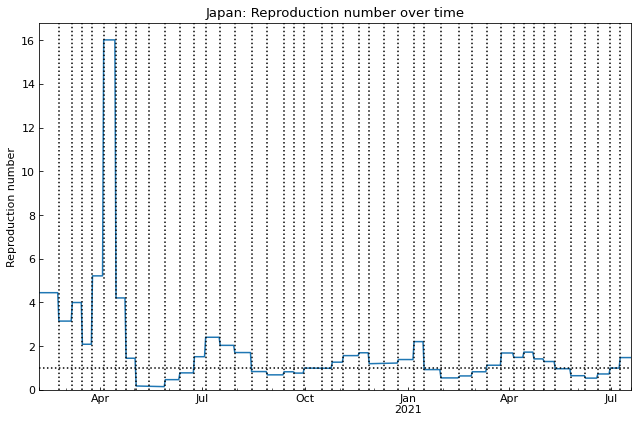 Japan: Reproduction number over time
Reproduction number
16
14
12
10
8
6
4
2
0
Apr
Jul
Oct
Jan
2021
Apr
Jul